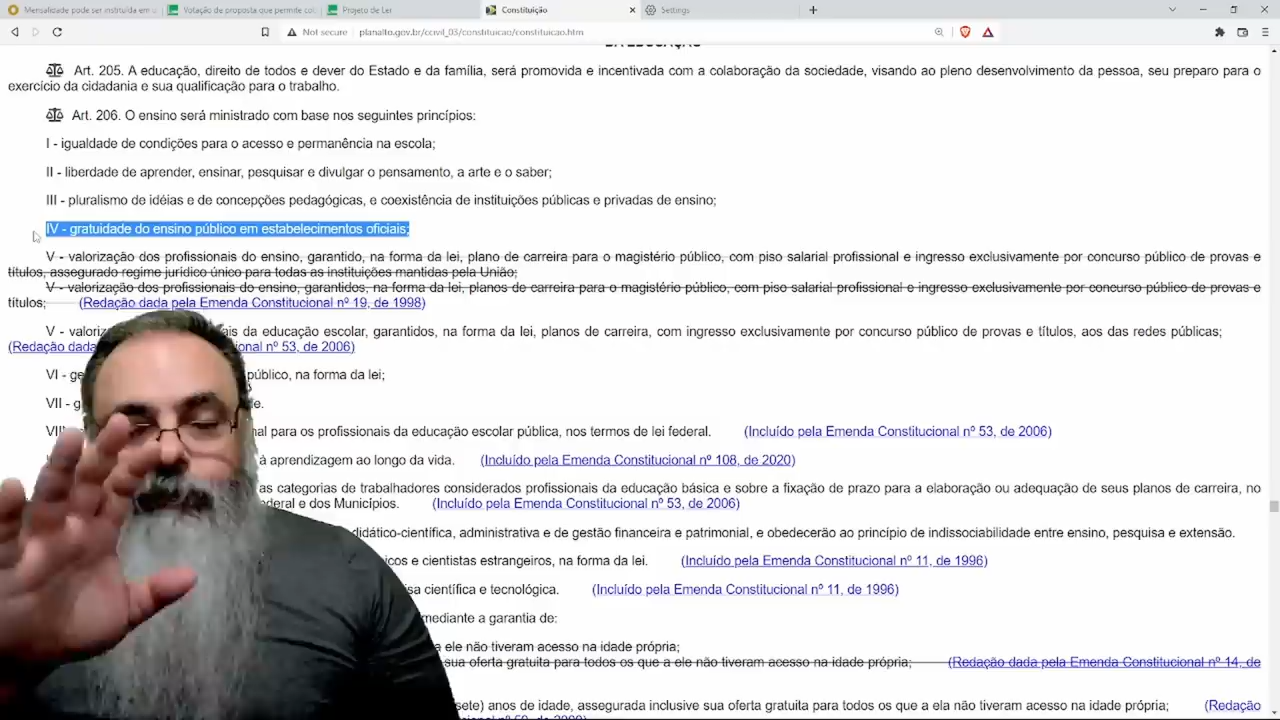 Mensalidade pode ser instituída em u
Votação de proposta que permite co
Projeto de Lei
Constituição
Settings
Not secure
planalto.gov.br/ccivil_03/constituicao/constituicao.htm
DA EDUCAÇÃO
Art. 205. A educação, direito de todos e dever do Estado e da família, será promovida e incentivada com a colaboração da sociedade, visando ao pleno desenvolvimento da pessoa, seu preparo para o
exercício da cidadania e sua qualificação para o trabalho.
Art. 206. O ensino será ministrado com base nos seguintes princípios:
I - igualdade de condições para o acesso e permanência na escola;
II - liberdade de aprender, ensinar, pesquisar e divulgar o pensamento, a arte e o saber;
III - pluralismo de idéias e de concepções pedagógicas, e coexistência de instituições públicas e privadas de ensino;
IV - gratuidade do ensino público em estabelecimentos oficiais;
V - valorização dos profissionais do ensino, garantido, na forma da lei, plano de carreira para o magistério público, com piso salarial profissional e ingresso exclusivamente por concurso público de provas e
títulos, assegurado regime jurídico único para todas as instituições mantidas pela União;
V - valorização dos profissionais do ensino, garantidos, na forma da lei, planos de carreira para o magistério público, com piso salarial profissional e ingresso exclusivamente por concurso público de provas e
títulos; (Redação dada pela Emenda Constitucional nº 19, de 1998)
V - valoriz ais da educação escolar, garantidos, na forma da lei, planos de carreira, com ingresso exclusivamente por concurso público de provas e títulos, aos das redes públicas;
(Redação dada onal nº 53, de 2006)
VI - ge público, na forma da lei;
VII - g e.
VII nal para os profissionais da educação escolar pública, nos termos de lei federal. (Incluído pela Emenda Constitucional nº 53, de 2006)
à aprendizagem ao longo da vida. (Incluído pela Emenda Constitucional nº 108, de 2020)
as categorias de trabalhadores considerados profissionais da educação básica e sobre a fixação de prazo para a elaboração ou adequação de seus planos de carreira, no
deral e dos Municípios. (Incluído pela Emenda Constitucional nº 53, de 2006)
didático-científica, administrativa e de gestão financeira e patrimonial, e obedecerão ao princípio de indissociabilidade entre ensino, pesquisa e extensão.
icos e cientistas estrangeiros, na forma da lei. (Incluído pela Emenda Constitucional nº 11, de 1996)
isa científica e tecnológica. (Incluído pela Emenda Constitucional nº 11, de 1996)
mediante a garantia de:
a ele não tiveram acesso na idade própria;
sua oferta gratuita para todos os que a ele não tiveram acesso na idade própria; (Redação dada pela Emenda Constitucional nº 14, de
sete) anos de idade, assegurada inclusive sua oferta gratuita para todos os que a ela não tiveram acesso na idade própria; (Redação